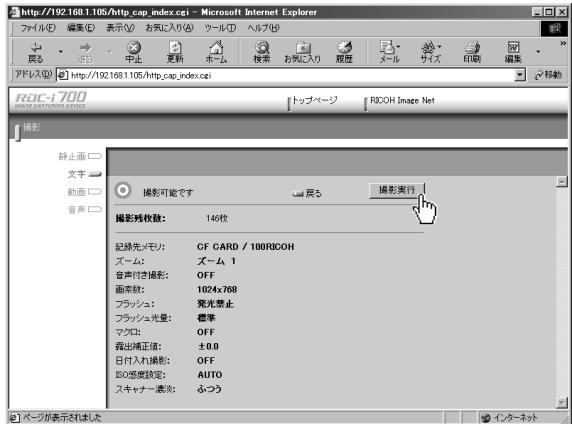 http://192.168.1.105/http_cap_index.cgi - Microsoft Internet Explorer
ファイル(F) 編集(E) 表示(V) お気に入り(A) ツール(T) ヘルプ(H)
戻る 進む 中止 更新 ホーム 検索 お気に入り 履歴 メール サイズ 印刷 編集 »
アドレス(D) http://192.168.1.105/http_cap_index.cgi 移動
RDC-i700
IMAGE CAPTURING DEVICE
トップページ RICOH Image Net
撮影
静止画
文字
動画
音声
撮影可能です 戻る 撮影実行
撮影残枚数: 146枚
記録先メモリ: CF CARD / 100RICOH
ズーム: ズーム 1
音声付き撮影: OFF
画素数: 1024x768
フラッシュ: 発光禁止
フラッシュ光量: 標準
マクロ: OFF
露出補正値: ±0.0
日付入れ撮影: OFF
ISO感度設定: AUTO
スキャナー濃淡: ふつう
ページが表示されました インターネット